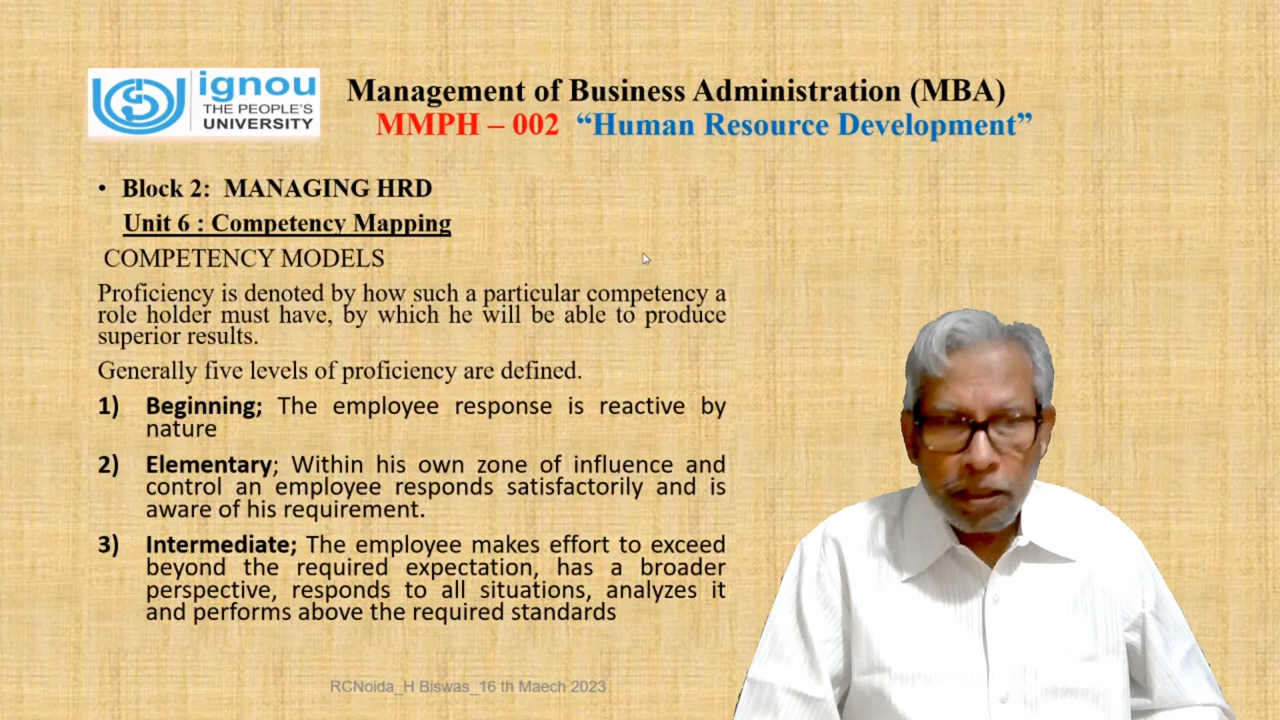 ignou
THE PEOPLE'S
UNIVERSITY
Management of Business Administration (MBA)
MMPH – 002 “Human Resource Development”
• Block 2: MANAGING HRD
Unit 6 : Competency Mapping
COMPETENCY MODELS
Proficiency is denoted by how such a particular competency a
role holder must have, by which he will be able to produce
superior results.
Generally five levels of proficiency are defined.
1) Beginning; The employee response is reactive by
nature
2) Elementary; Within his own zone of influence and
control an employee responds satisfactorily and is
aware of his requirement.
3) Intermediate; The employee makes effort to exceed
beyond the required expectation, has a broader
perspective, responds to all situations, analyzes it
and performs above the required standards
RCNoida_H Biswas_16 th Maech 2023